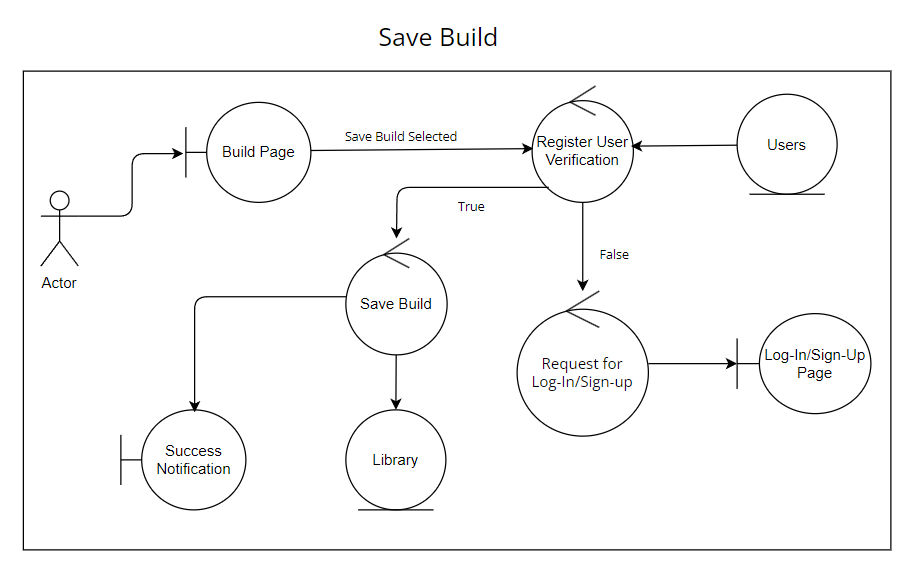 Save Build
Build Page
Save Build Selected
Register User
Verification
Users
True
Actor
False
Save Build
Request for
Log-In/Sign-up
Log-In/Sign-Up
Page
Success
Notification
Library